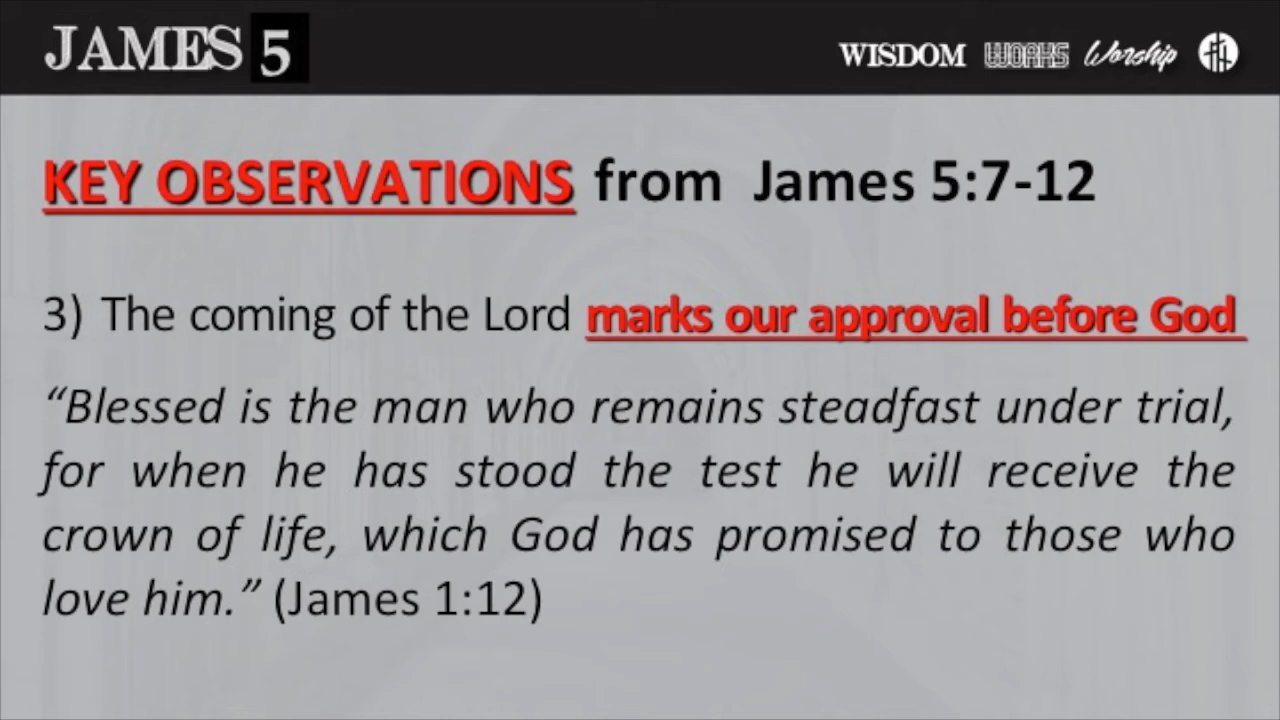 JAMES 5 WISDOM WORKS Worship
KEY OBSERVATIONS from James 5:7-12
3) The coming of the Lord marks our approval before God
“Blessed is the man who remains steadfast under trial,
for when he has stood the test he will receive the
crown of life, which God has promised to those who
love him.” (James 1:12)